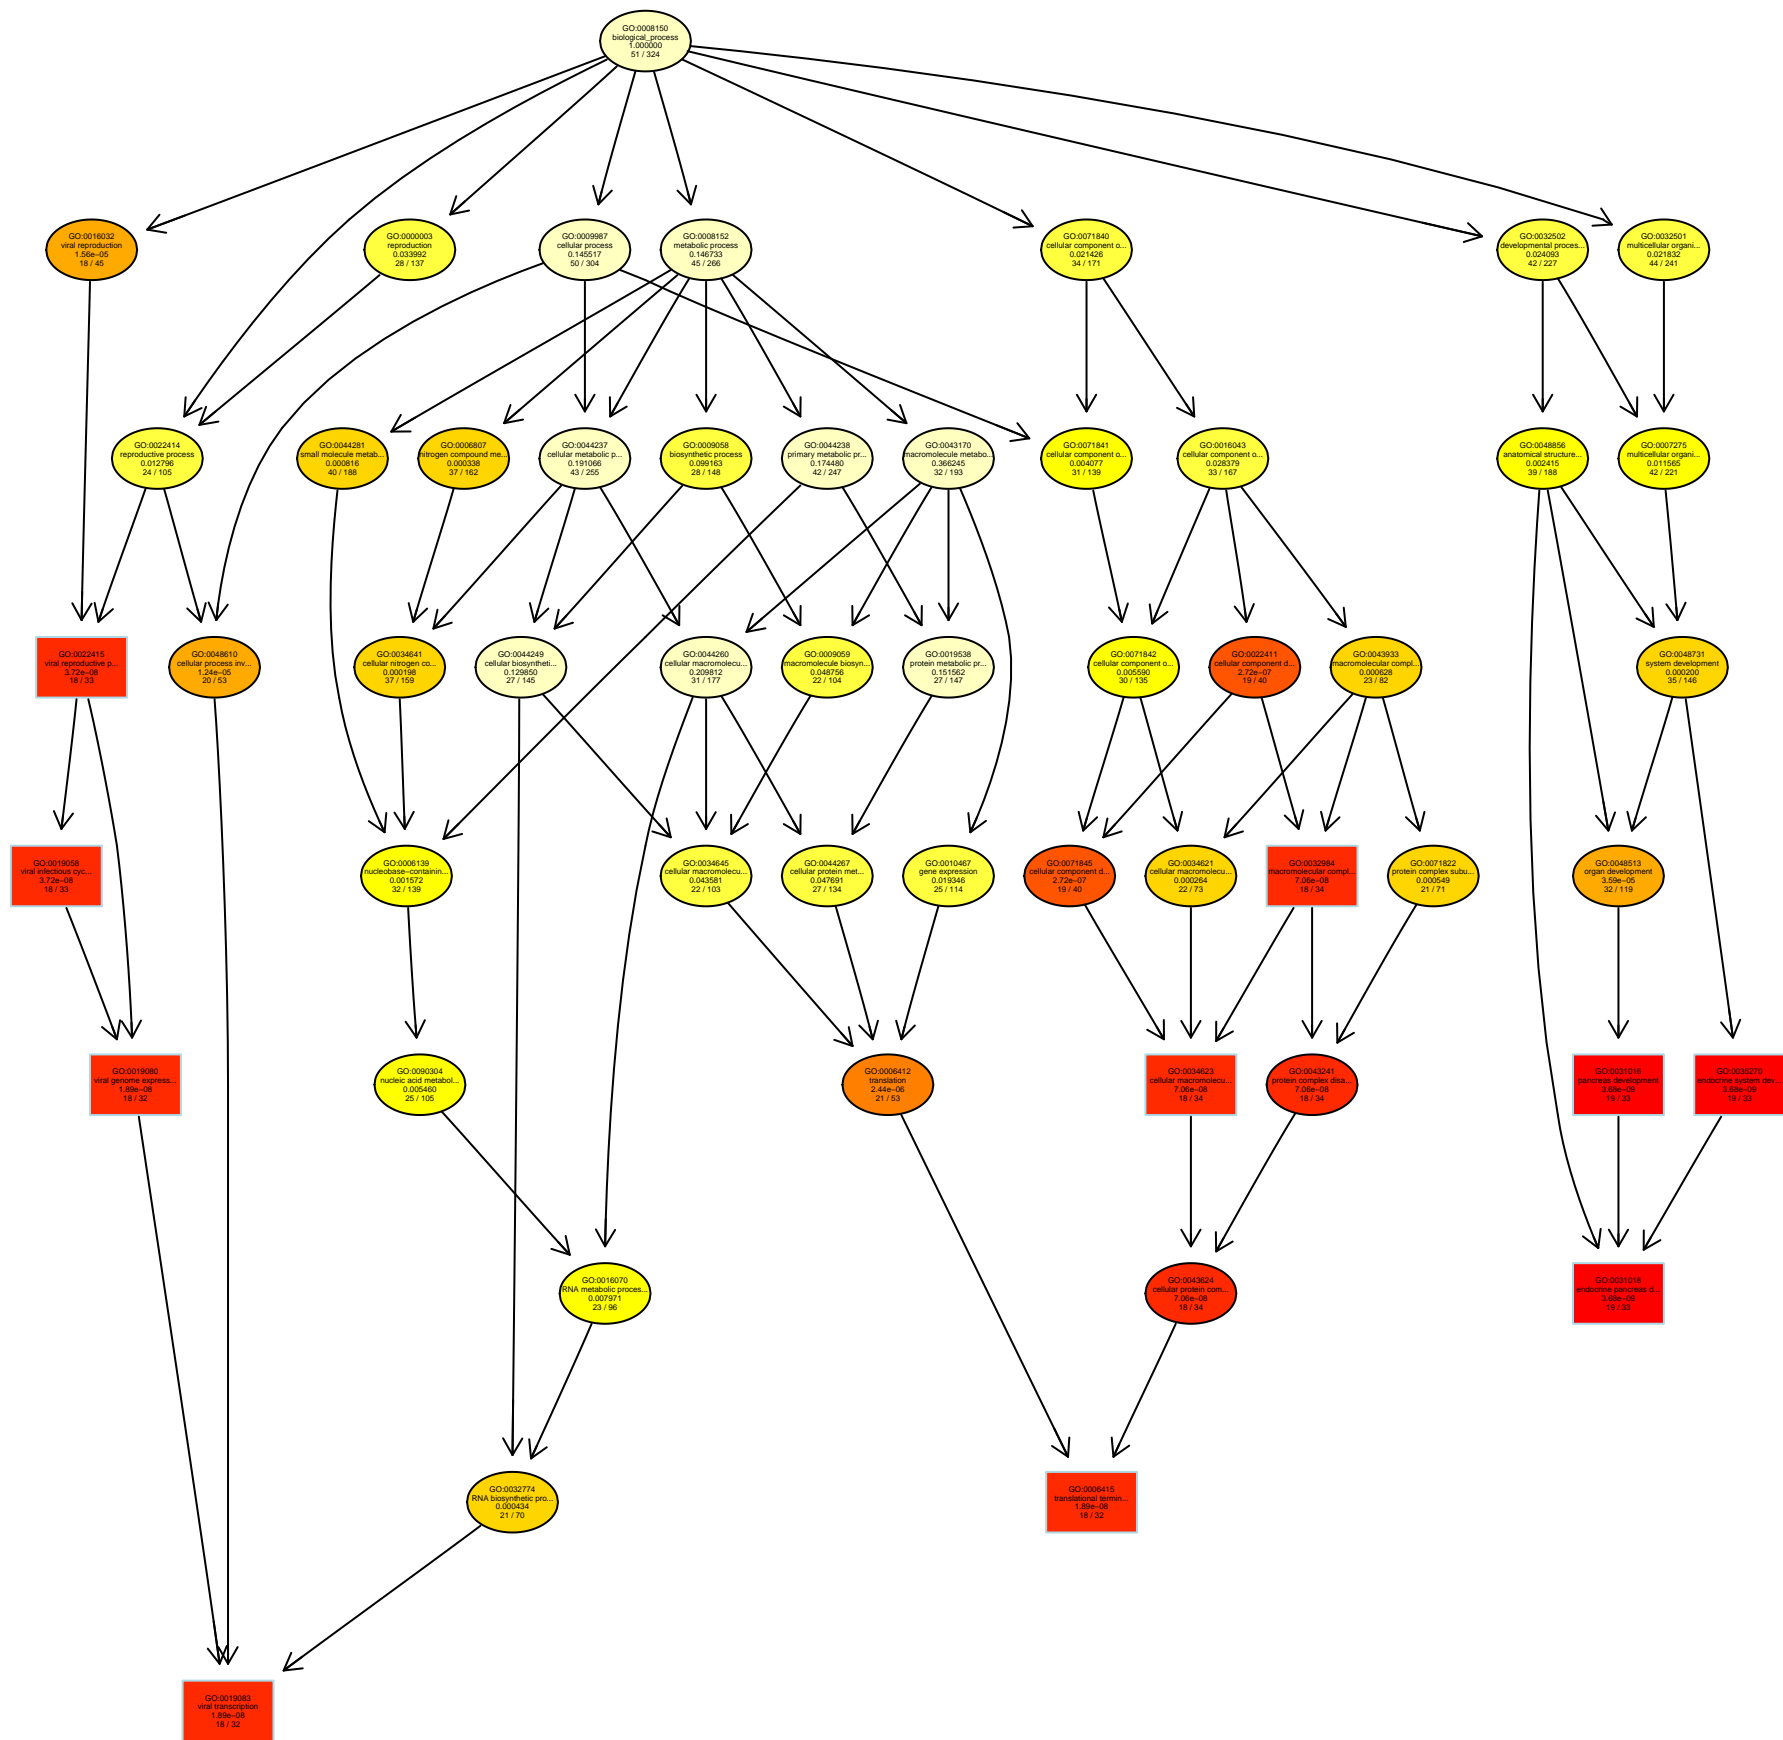 GO:0008150
biological_process
1.000000
51 / 324
GO:0016032
viral reproduction
1.56e−05
18 / 45
GO:0000003
reproduction
0.033992
28 / 137
GO:0009987
cellular process
0.145517
50 / 304
GO:0008152
metabolic process
0.146733
45 / 266
GO:0071840
cellular component o...
0.021426
34 / 171
GO:0032502
developmental proces...
0.024093
42 / 227
GO:0032501
multicellular organi...
0.021832
44 / 241
GO:0022414
reproductive process
0.012796
24 / 105
GO:0044281
small molecule metab...
0.000816
40 / 188
GO:0006807
nitrogen compound me...
0.000338
37 / 162
GO:0044237
cellular metabolic p...
0.191066
43 / 255
GO:0009058
biosynthetic process
0.099163
28 / 148
GO:0044238
primary metabolic pr...
0.174480
42 / 247
GO:0043170
macromolecule metabo...
0.366245
32 / 193
GO:0071841
cellular component o...
0.004077
31 / 139
GO:0016043
cellular component o...
0.028379
33 / 167
GO:0048856
anatomical structure...
0.002415
39 / 188
GO:0007275
multicellular organi...
0.011565
42 / 221
GO:0022415
viral reproductive p...
3.72e−08
18 / 33
GO:0048610
cellular process inv...
1.24e−05
20 / 53
GO:0034641
cellular nitrogen co...
0.000198
37 / 159
GO:0044249
cellular biosyntheti...
0.129850
27 / 145
GO:0044260
cellular macromolecu...
0.209812
31 / 177
GO:0009059
macromolecule biosyn...
0.048756
22 / 104
GO:0019538
protein metabolic pr...
0.151562
27 / 147
GO:0071842
cellular component o...
0.005590
30 / 135
GO:0022411
cellular component d...
2.72e−07
19 / 40
GO:0043933
macromolecular compl...
0.000628
23 / 82
GO:0048731
system development
0.000200
35 / 146
GO:0019058
viral infectious cyc...
3.72e−08
18 / 33
GO:0006139
nucleobase−containin...
0.001572
32 / 139
GO:0034645
cellular macromolecu...
0.043581
22 / 103
GO:0044267
cellular protein met...
0.047691
27 / 134
GO:0010467
gene expression
0.019346
25 / 114
GO:0071845
cellular component d...
2.72e−07
19 / 40
GO:0034621
cellular macromolecu...
0.000264
22 / 73
GO:0032984
macromolecular compl...
7.06e−08
18 / 34
GO:0071822
protein complex subu...
0.000549
21 / 71
GO:0048513
organ development
3.59e−05
32 / 119
GO:0019080
viral genome express...
1.89e−08
18 / 32
GO:0090304
nucleic acid metabol...
0.005460
25 / 105
GO:0006412
translation
2.44e−06
21 / 53
GO:0034623
cellular macromolecu...
7.06e−08
18 / 34
GO:0043241
protein complex disa...
7.06e−08
18 / 34
GO:0031016
pancreas development
3.68e−09
19 / 33
GO:0035270
endocrine system dev...
3.68e−09
19 / 33
GO:0016070
RNA metabolic proces...
0.007971
23 / 96
GO:0043624
cellular protein com...
7.06e−08
18 / 34
GO:0031018
endocrine pancreas d...
3.68e−09
19 / 33
GO:0032774
RNA biosynthetic pro...
0.000434
21 / 70
GO:0006415
translational termin...
1.89e−08
18 / 32
GO:0019083
viral transcription
1.89e−08
18 / 32